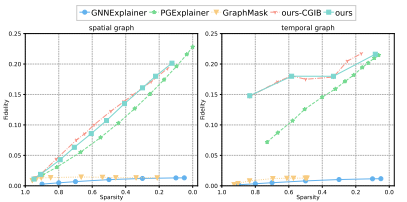 GNNExplainer PGExplainer GraphMask ours-CGIB ours
spatial graph
temporal graph
0.25
0.20
0.15
0.10
0.05
0.00
Fidelity
1.0 0.8 0.6 0.4 0.2 0.0
Sparsity
0.25
0.20
0.15
0.10
0.05
0.00
Fidelity
1.0 0.8 0.6 0.4 0.2 0.0
Sparsity